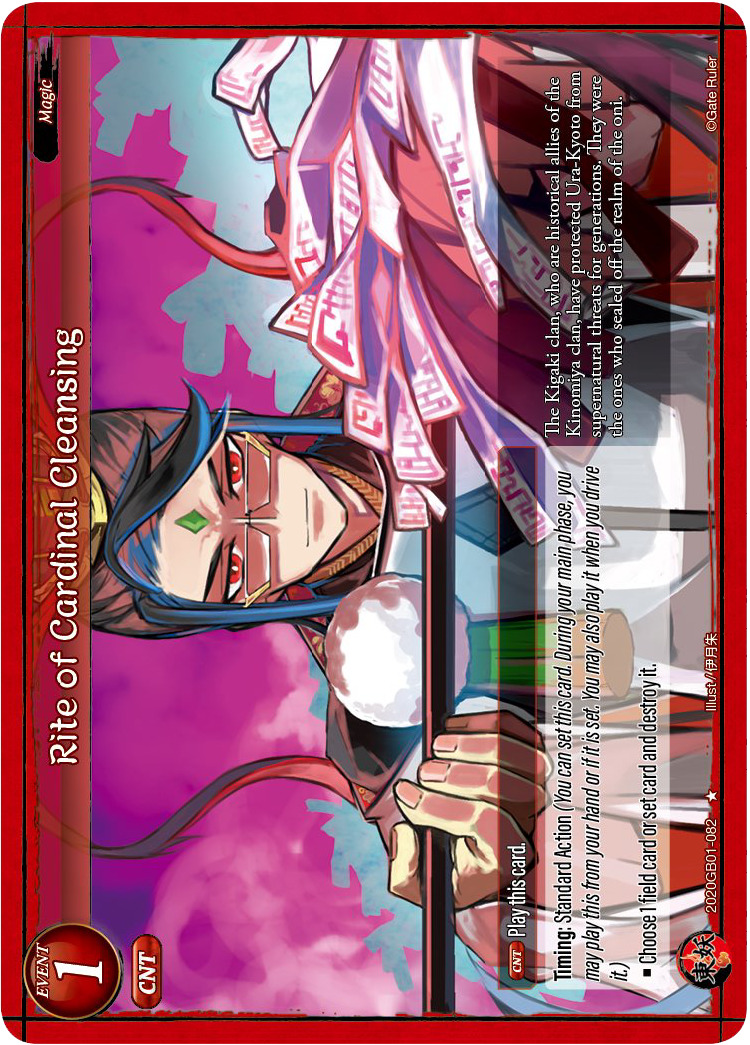 EVENT
1
Rite of Cardinal Cleansing
Magic
CNT
CNT Play this card.
Timing: Standard Action (You can set this card. During your main phase, you
may play this from your hand or if it is set. You may also play it when you drive
it.)
■ Choose 1 field card or set card and destroy it.
The Kigaki clan, who are historical allies of the
Kinomiya clan, have protected Ura-Kyoto from
supernatural threats for generations. They were
the ones who sealed off the realm of the oni.
東妖
2020GB01-082 ★
Illust//伊月朱
©Gate Ruler